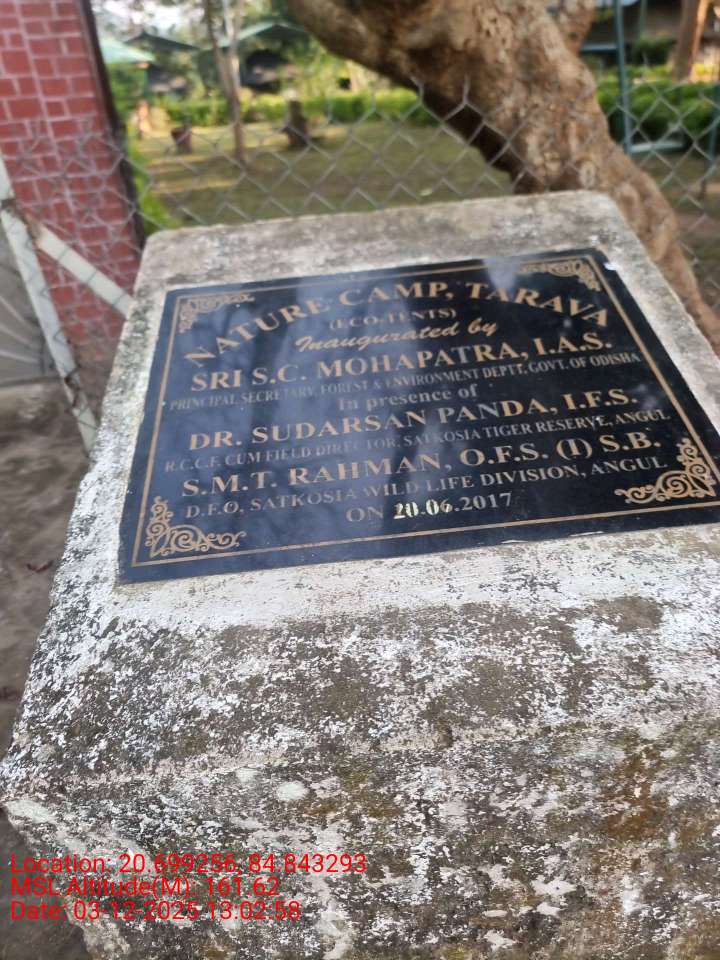 NATURE CAMP, TARAVA
(ECO-TENTS)
Inaugurated by
SRI S.C. MOHAPATRA, I.A.S.
PRINCIPAL SECRETARY, FOREST & ENVIRONMENT DEPTT. GOVT. OF ODISHA
In presence of
DR. SUDARSAN PANDA, I.F.S.
R.C.C.F. CUM FIELD DIRECTOR, SATKOSIA TIGER RESERVE, ANGUL
S.M.T. RAHMAN, O.F.S. (I) S.B.
D.F.O, SATKOSIA WILD LIFE DIVISION, ANGUL
ON 20.06.2017
Location: 20.699256, 84.843293
MSL Altitude(M): 161.62
Date: 03-12-2025 13:02:58